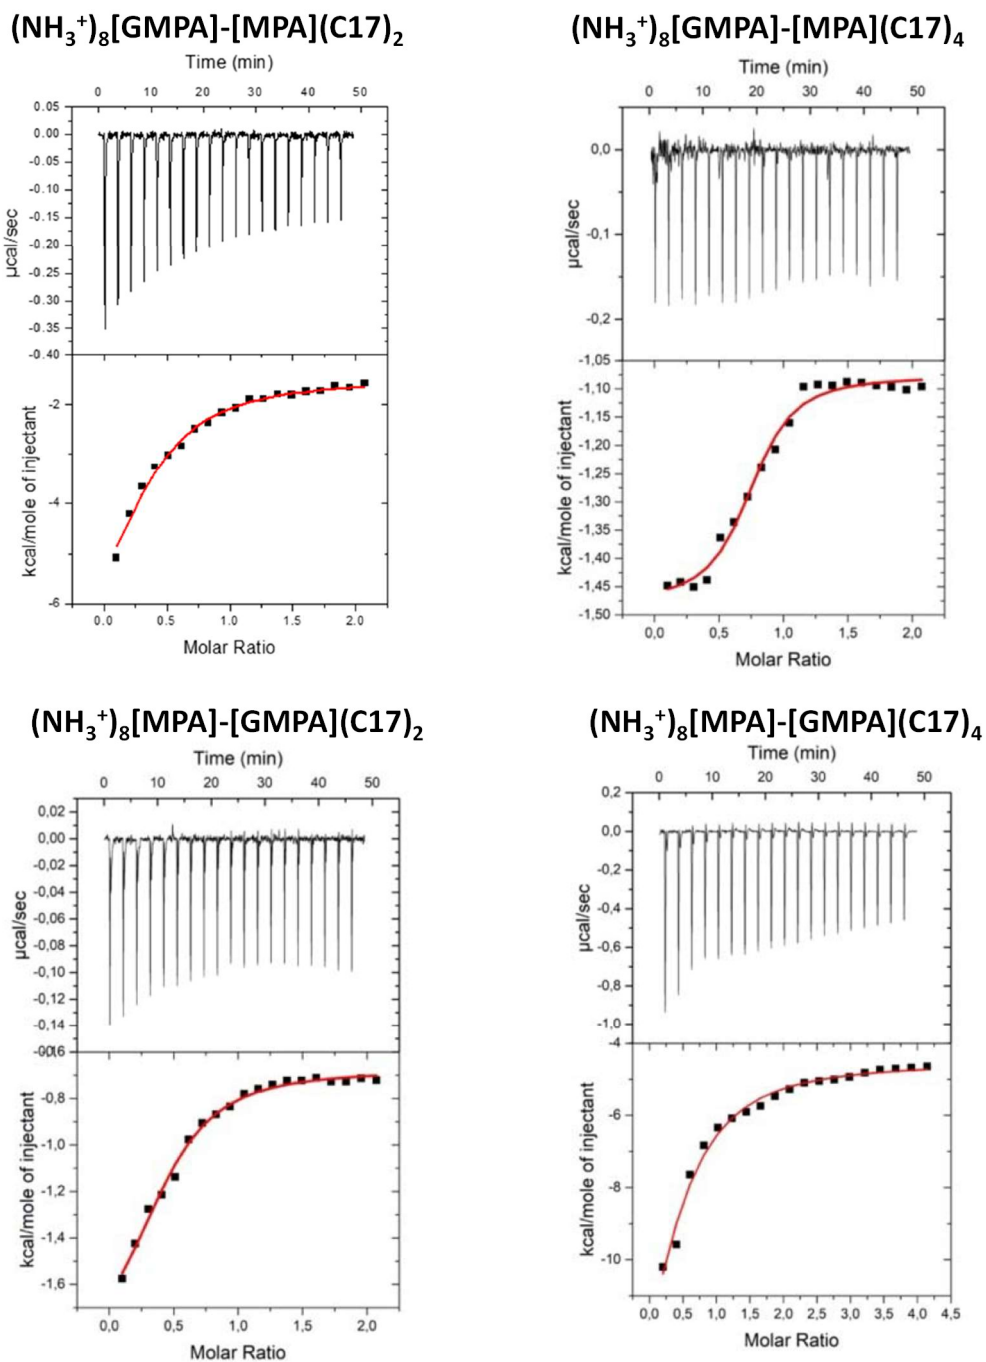 (NH₃⁺)₈[GMPA]-[MPA](C17)₂
Time (min)
0 10 20 30 40 50
0.05
0.00
-0.05
-0.10
-0.15
-0.20
-0.25
-0.30
-0.35
-0.40
µcal/sec
-2
-4
-6
kcal/mole of injectant
0.0 0.5 1.0 1.5 2.0
Molar Ratio
(NH₃⁺)₈[GMPA]-[MPA](C17)₄
Time (min)
0 10 20 30 40 50
0,0
-0,1
-0,2
µcal/sec
-1,05
-1,10
-1,15
-1,20
-1,25
-1,30
-1,35
-1,40
-1,45
-1,50
kcal/mole of injectant
0,0 0,5 1,0 1,5 2,0
Molar Ratio
(NH₃⁺)₈[MPA]-[GMPA](C17)₂
Time (min)
0 10 20 30 40 50
0,02
0,00
-0,02
-0,04
-0,06
-0,08
-0,10
-0,12
-0,14
µcal/sec
-0,8
-1,0
-1,2
-1,4
-1,6
kcal/mole of injectant
0,0 0,5 1,0 1,5 2,0
Molar Ratio
(NH₃⁺)₈[MPA]-[GMPA](C17)₄
Time (min)
0 10 20 30 40 50
0,2
0,0
-0,2
-0,4
-0,6
-0,8
-1,0
µcal/sec
-4
-6
-8
-10
kcal/mole of injectant
0,0 0,5 1,0 1,5 2,0 2,5 3,0 3,5 4,0 4,5
Molar Ratio